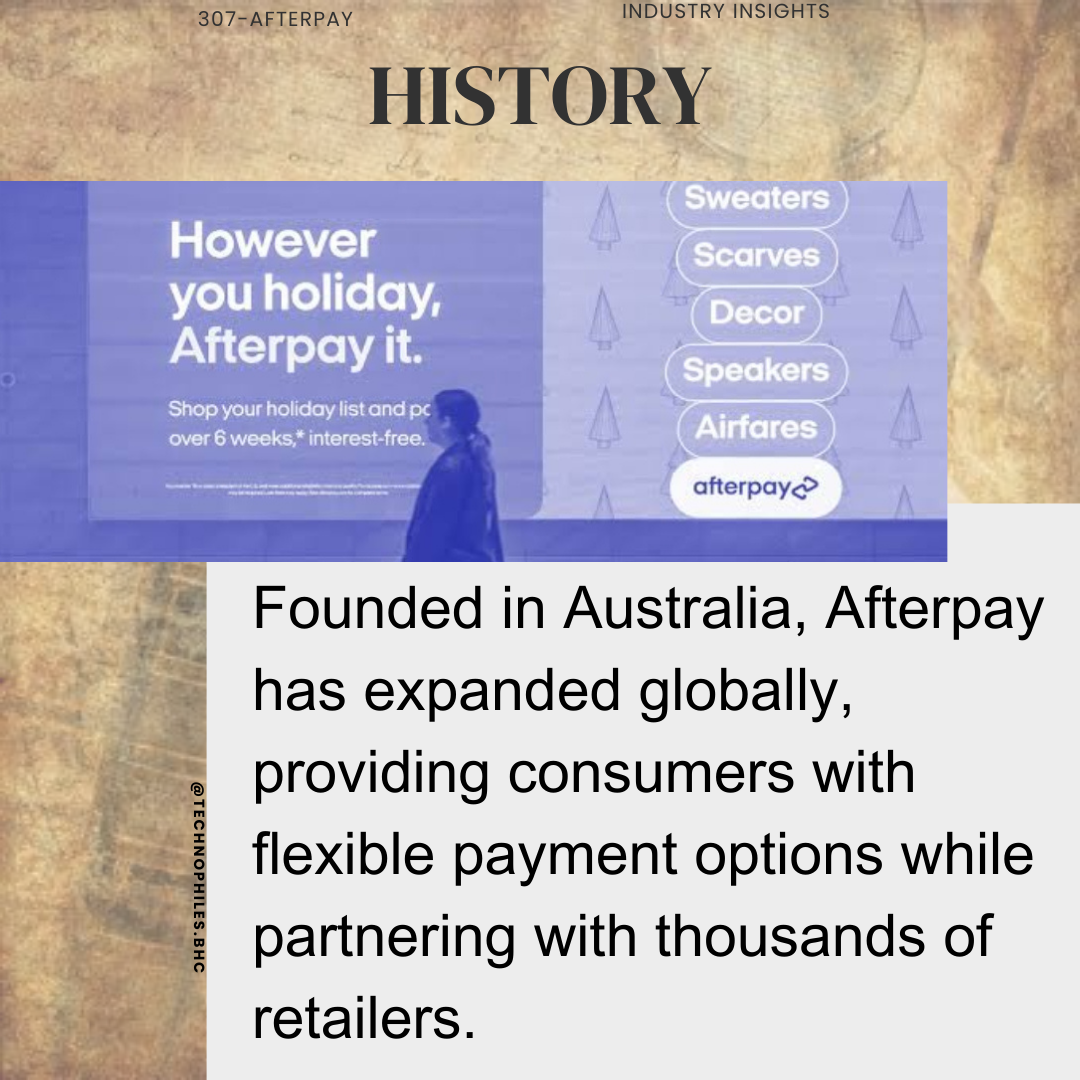 307-AFTERPAY
INDUSTRY INSIGHTS
HISTORY
However
you holiday,
Afterpay it.
Shop your holiday list and
over 6 weeks,* interest-free.
Sweaters
Scarves
Decor
Speakers
Airfares
afterpay
Founded in Australia, Afterpay
has expanded globally,
providing consumers with
flexible payment options while
partnering with thousands of
retailers.
@TECHNOPHILES.BHC